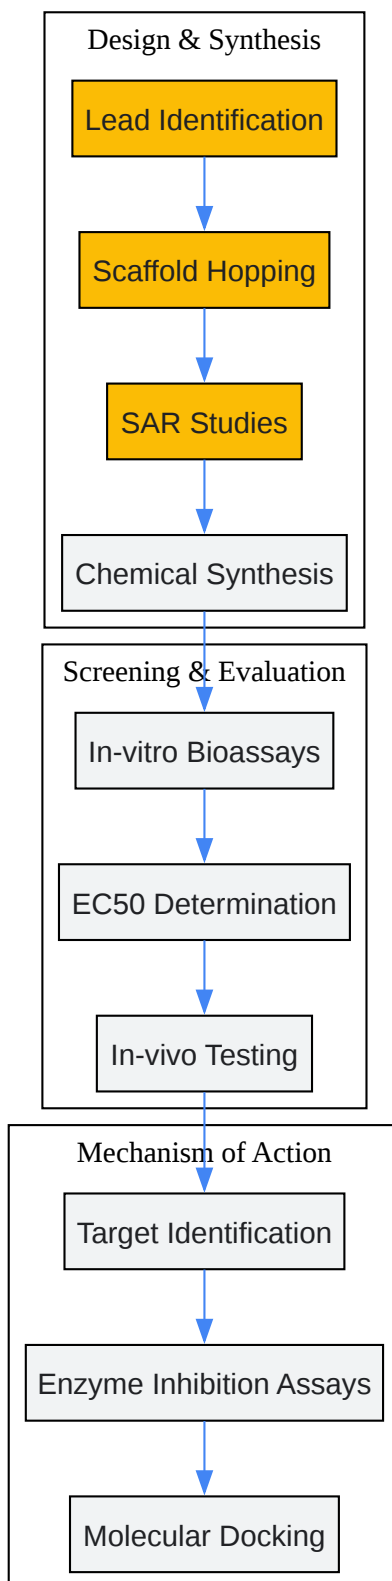 Design & Synthesis
Lead Identification
Scaffold Hopping
SAR Studies
Chemical Synthesis
Screening & Evaluation
In-vitro Bioassays
EC50 Determination
In-vivo Testing
Mechanism of Action
Target Identification
Enzyme Inhibition Assays
Molecular Docking